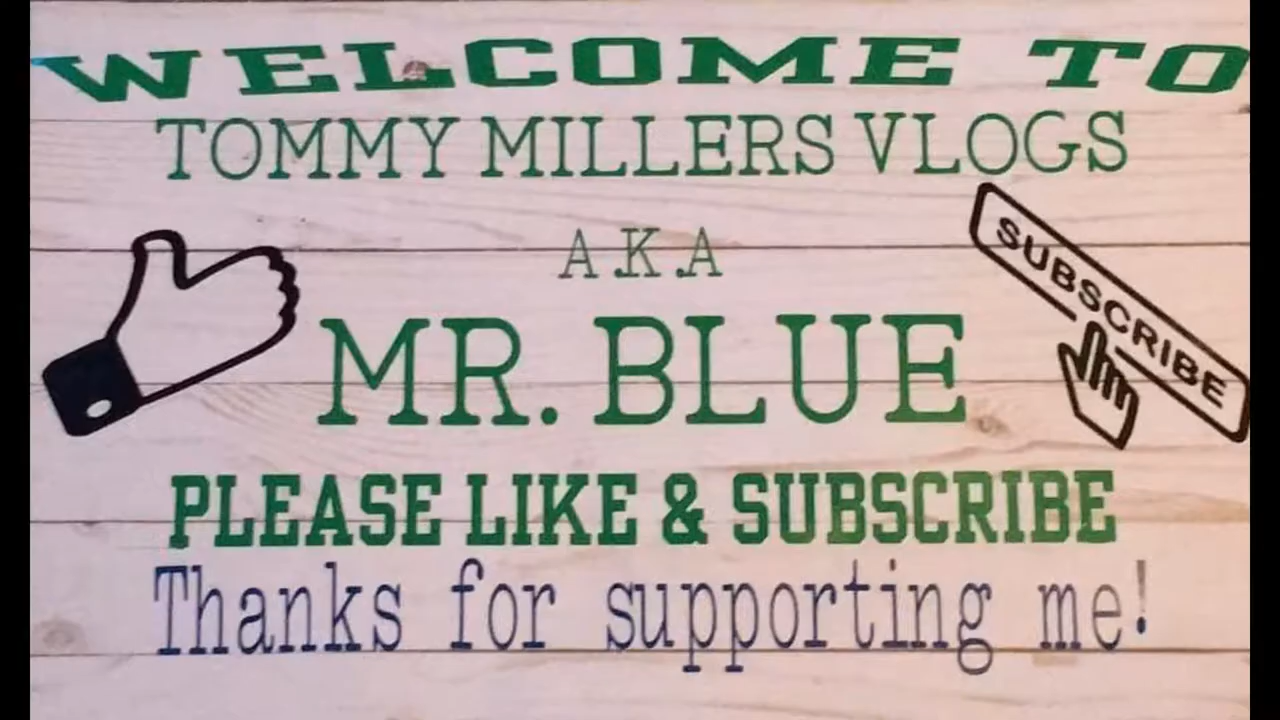 WELCOME TO
TOMMY MILLERS VLOGS
A.K.A
MR. BLUE
SUBSCRIBE
PLEASE LIKE & SUBSCRIBE
Thanks for supporting me!